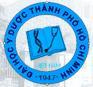 ĐẠI HỌC Y DƯỢC THÀNH PHỐ HỒ CHÍ MINH
-1947-